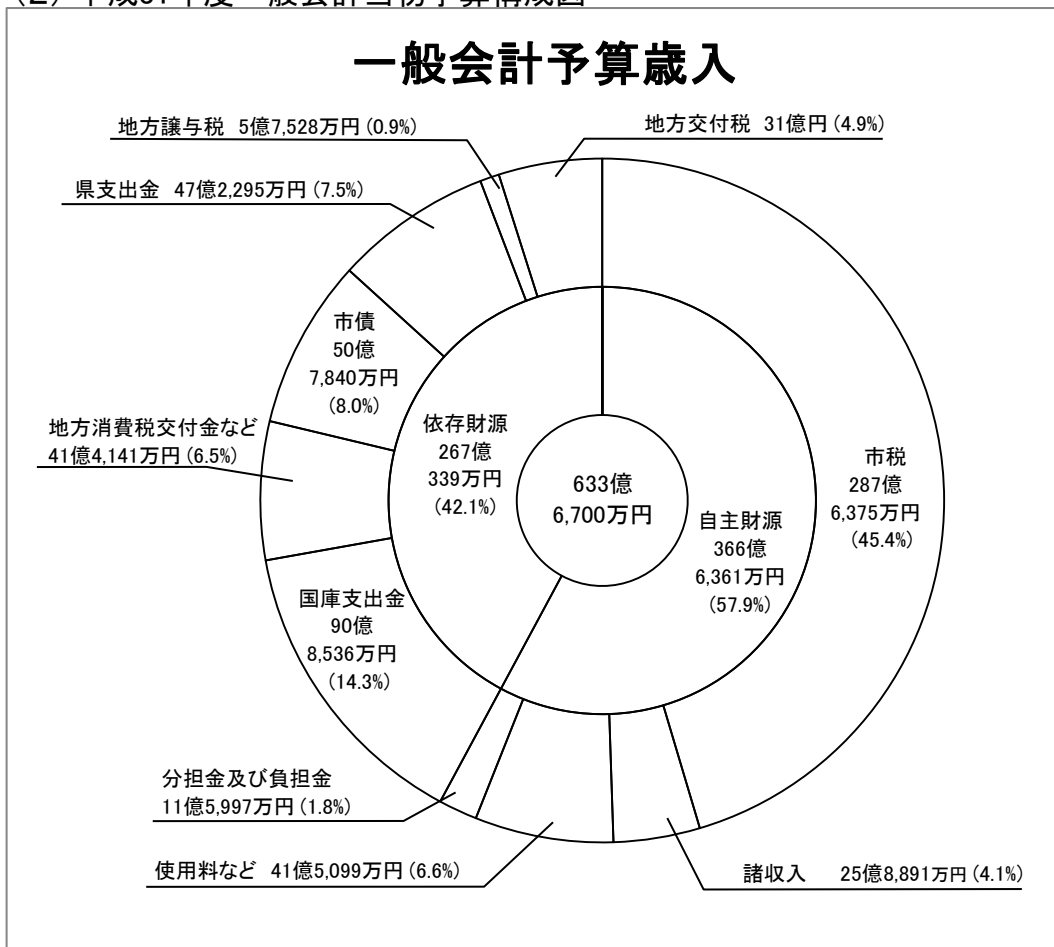 一般会計予算歳入
地方譲与税 5億7,528万円(0.9%)
地方交付税 31億円(4.9%)
県支出金 47億2,295万円(7.5%)
市債
50億
7,840万円
(8.0%)
地方消費税交付金など
41億4,141万円(6.5%)
依存財源
267億
339万円
(42.1%)
633億
6,700万円
自主財源
366億
6,361万円
(57.9%)
市税
287億
6,375万円
(45.4%)
国庫支出金
90億
8,536万円
(14.3%)
分担金及び負担金
11億5,997万円(1.8%)
使用料など 41億5,099万円(6.6%)
諸収入 25億8,891万円(4.1%)